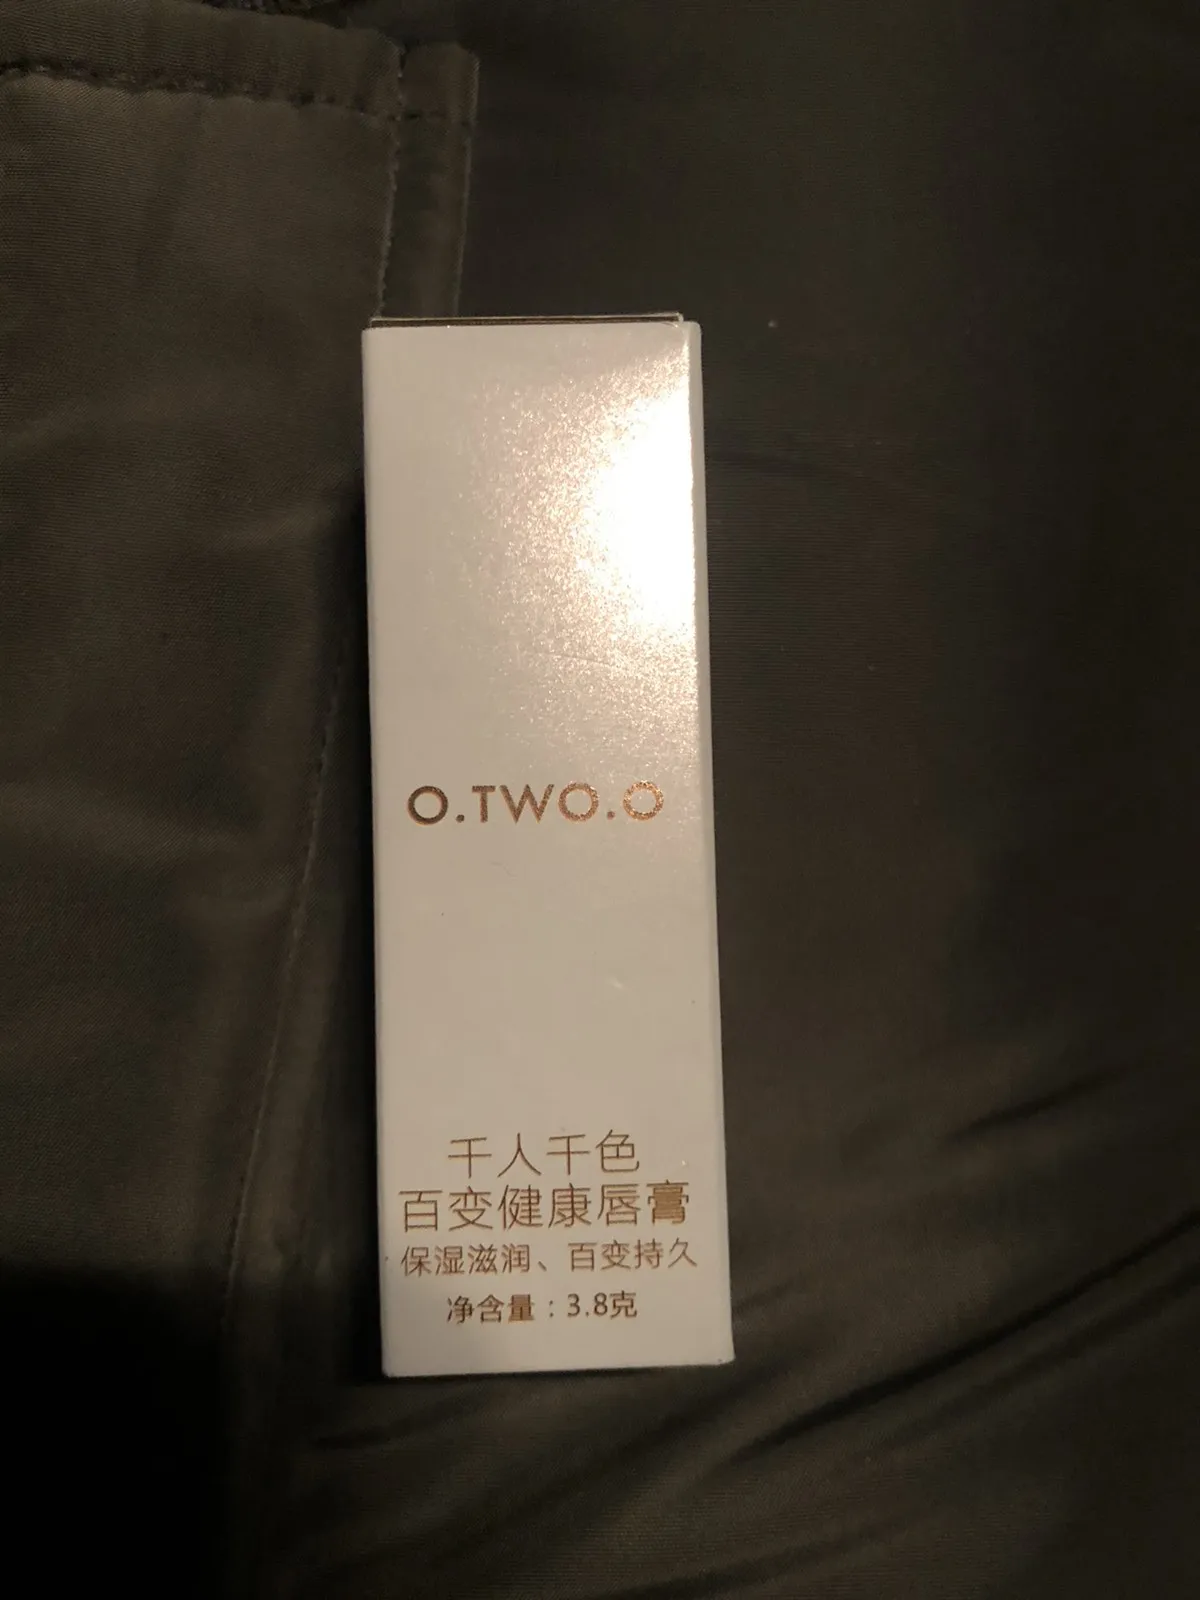 O.TWO.O
千人千色
百变健康唇膏
保湿滋润、百变持久
净含量：3.8克